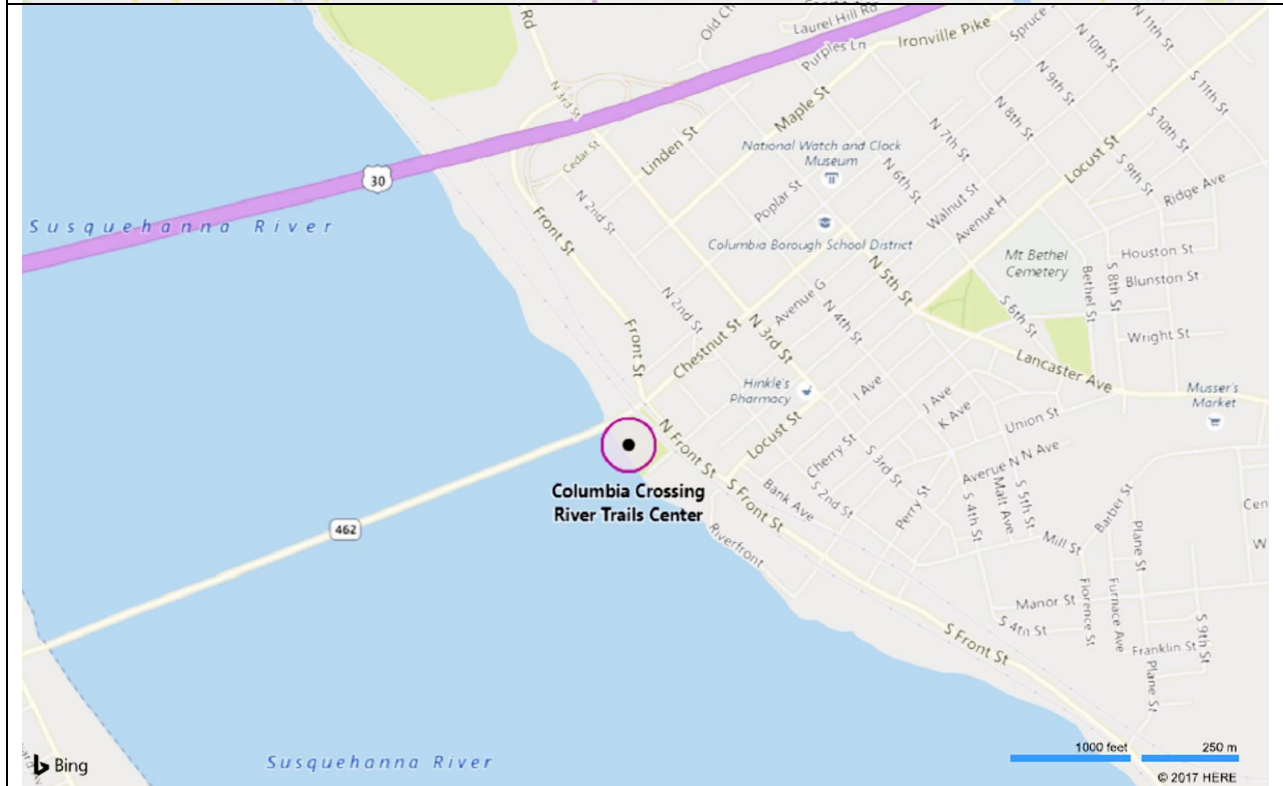 Rd
Old Ch
Laurel Hill Rd
Purples Ln
Ironville Pike
Spruce
N 11th St
N 10th St
S 11th St
N 9th St
S 10th St
N 8th St
N 3rd St
Linden St
Maple St
Cedar St
National Watch and Clock
Museum
N 7th St
Locust St
S 9th St
Ridge Ave
30
N 2nd St
Poplar St
N 6th St
Walnut St
Avenue H
Susquehanna River
Front St
Columbia Borough School District
Mt Bethel
Cemetery
Houston St
S 8th St
Blunston St
Bethel St
N 5th St
S 6th St
N 2nd St
Avenue G
N 4th St
Wright St
Front St
Chestnut St
N 3rd St
Lancaster Ave
Hinkle's
Pharmacy
I Ave
J Ave
K Ave
Musser's
Market
Union St
N Front St
Locust St
Cherry St
S 3rd St
Avenue N
N Ave
Columbia Crossing
River Trails Center
S Front St
Bank Ave
S 2nd St
Perry St
S 4th St
Malt Ave
S 5th St
Barber St
Plane St
Cen
W
462
Riverfront
Mill St
Manor St
Florence St
Furnace Ave
S 4th St
S 9th St
S Front St
Franklin St
Plane St
Bing
Susquehanna River
1000 feet
250 m
© 2017 HERE